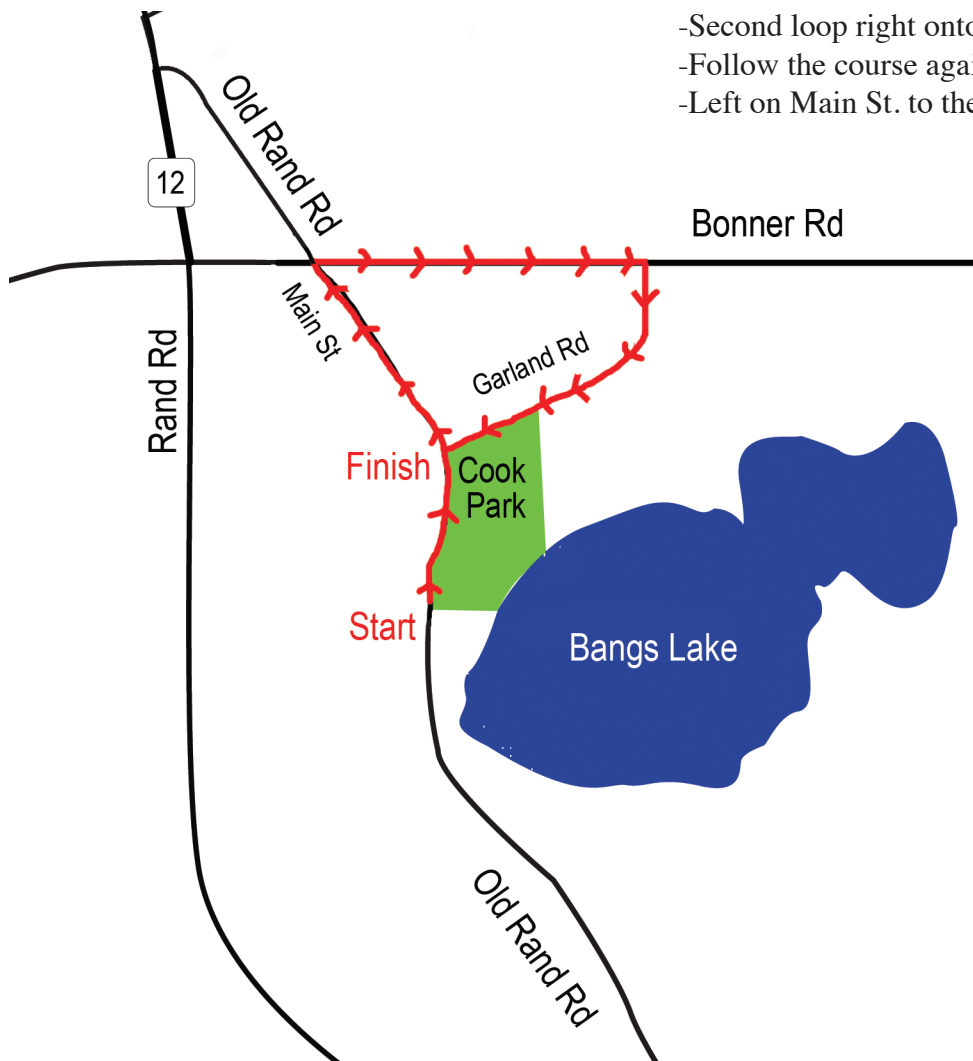 -Second loop right onto
-Follow the course agai
-Left on Main St. to the
Old Rand Rd
12
Bonner Rd
Main St
Rand Rd
Garland Rd
Finish
Cook
Park
Start
Bangs Lake
Old Rand Rd